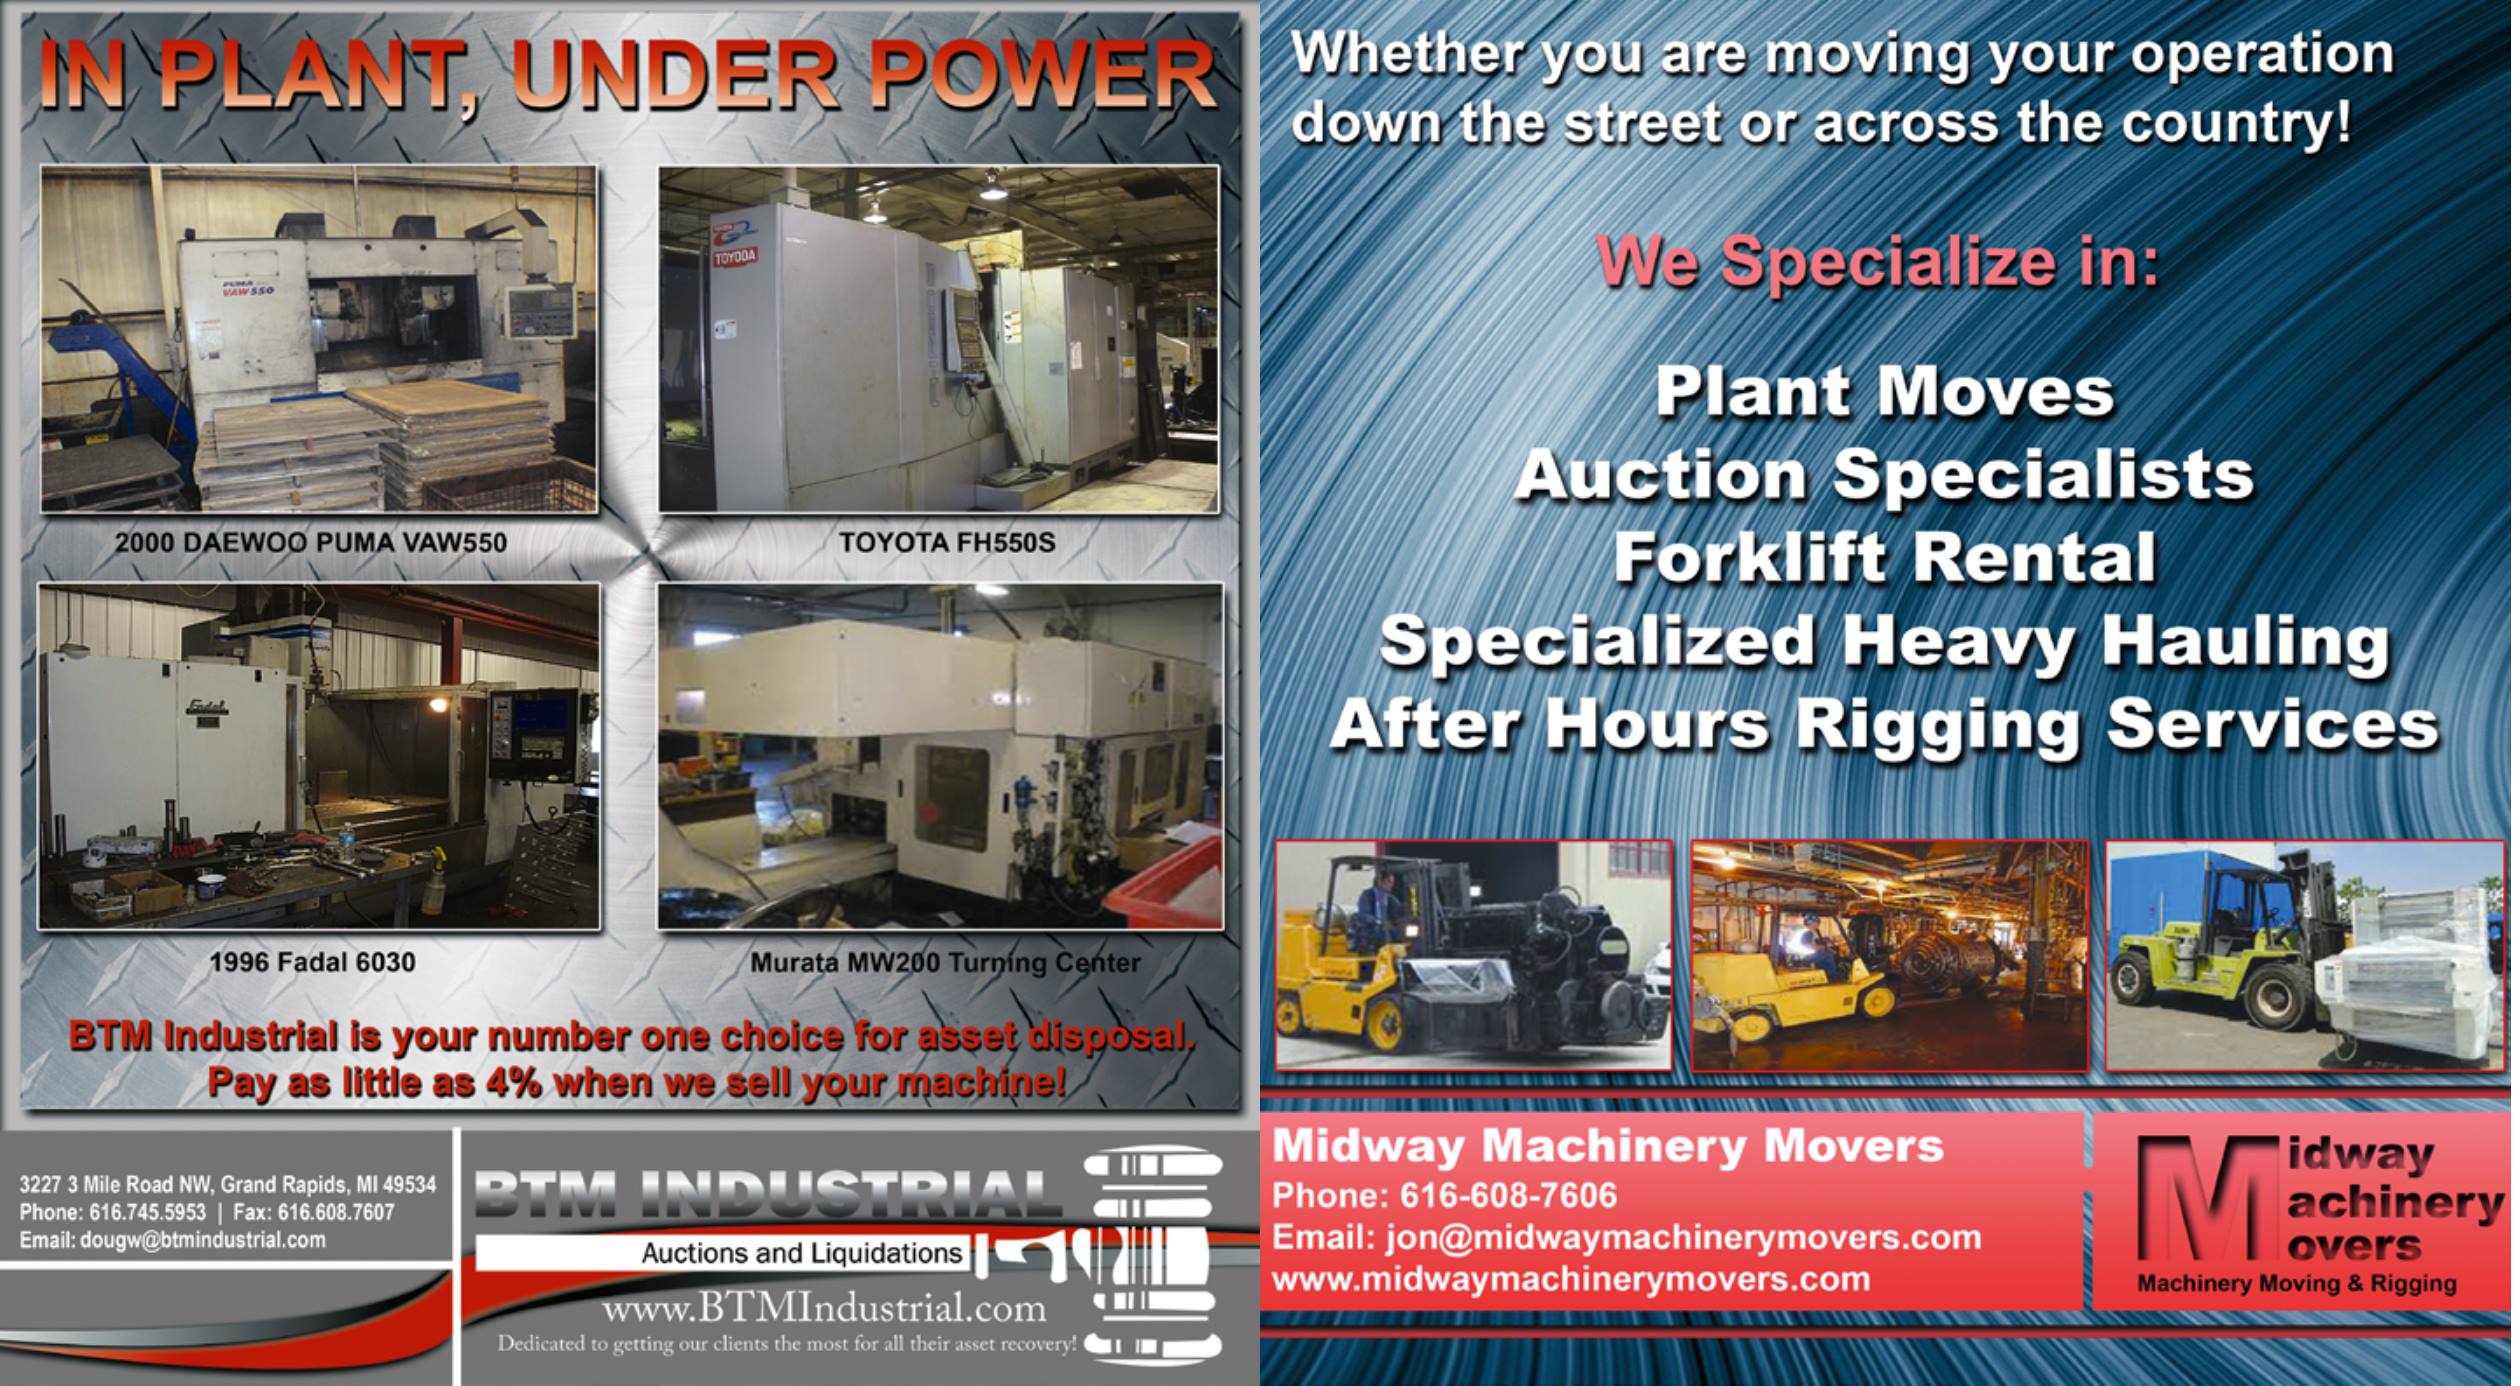 IN PLANT, UNDER POWER
PUMA
VAW 550
TOYODA
2000 DAEWOO PUMA VAW550
TOYOTA FH550S
Fadal
1996 Fadal 6030
Murata MW200 Turning Center
BTM Industrial is your number one choice for asset disposal.
Pay as little as 4% when we sell your machine!
3227 3 Mile Road NW, Grand Rapids, MI 49534
Phone: 616.745.5953 | Fax: 616.608.7607
Email: dougw@btmindustrial.com
BTM INDUSTRIAL
Auctions and Liquidations
www.BTMIndustrial.com
Dedicated to getting our clients the most for all their asset recovery!
Whether you are moving your operation
down the street or across the country!
We Specialize in:
Plant Moves
Auction Specialists
Forklift Rental
Specialized Heavy Hauling
After Hours Rigging Services
Midway Machinery Movers
Phone: 616-608-7606
Email: jon@midwaymachinerymovers.com
www.midwaymachinerymovers.com
Midway
Machinery
Movers
Machinery Moving & Rigging